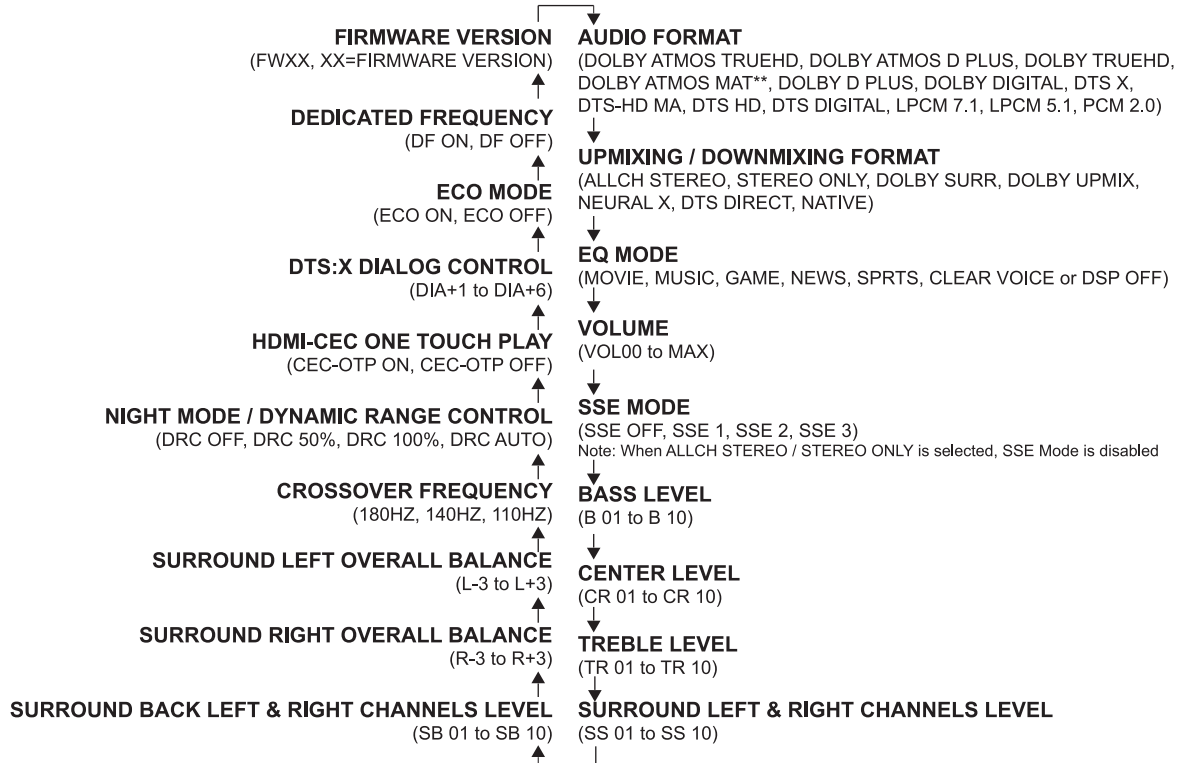 FIRMWARE VERSION
(FWXX, XX=FIRMWARE VERSION)
DEDICATED FREQUENCY
(DF ON, DF OFF)
ECO MODE
(ECO ON, ECO OFF)
DTS:X DIALOG CONTROL
(DIA+1 to DIA+6)
HDMI-CEC ONE TOUCH PLAY
(CEC-OTP ON, CEC-OTP OFF)
NIGHT MODE / DYNAMIC RANGE CONTROL
(DRC OFF, DRC 50%, DRC 100%, DRC AUTO)
CROSSOVER FREQUENCY
(180HZ, 140HZ, 110HZ)
SURROUND LEFT OVERALL BALANCE
(L-3 to L+3)
SURROUND RIGHT OVERALL BALANCE
(R-3 to R+3)
SURROUND BACK LEFT & RIGHT CHANNELS LEVEL
(SB 01 to SB 10)
AUDIO FORMAT
(DOLBY ATMOS TRUEHD, DOLBY ATMOS D PLUS, DOLBY TRUEHD,
DOLBY ATMOS MAT**, DOLBY D PLUS, DOLBY DIGITAL, DTS X,
DTS-HD MA, DTS HD, DTS DIGITAL, LPCM 7.1, LPCM 5.1, PCM 2.0)
UPMIXING / DOWNMIXING FORMAT
(ALLCH STEREO, STEREO ONLY, DOLBY SURR, DOLBY UPMIX,
NEURAL X, DTS DIRECT, NATIVE)
EQ MODE
(MOVIE, MUSIC, GAME, NEWS, SPRTS, CLEAR VOICE or DSP OFF)
VOLUME
(VOL00 to MAX)
SSE MODE
(SSE OFF, SSE 1, SSE 2, SSE 3)
Note: When ALLCH STEREO / STEREO ONLY is selected, SSE Mode is disabled
BASS LEVEL
(B 01 to B 10)
CENTER LEVEL
(CR 01 to CR 10)
TREBLE LEVEL
(TR 01 to TR 10)
SURROUND LEFT & RIGHT CHANNELS LEVEL
(SS 01 to SS 10)